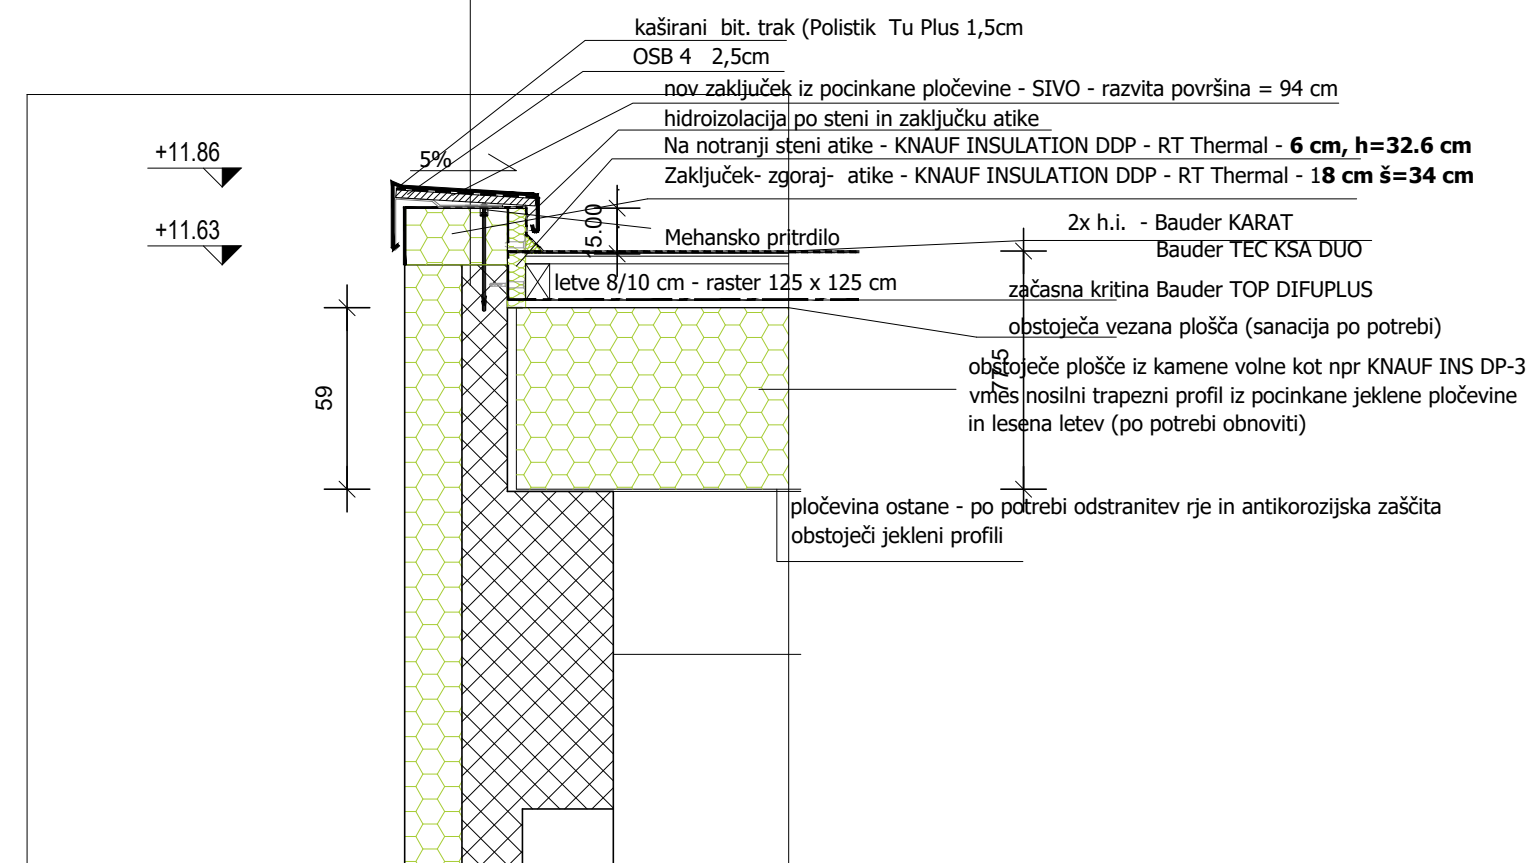 kaširani bit. trak (Polistik Tu Plus 1,5cm
OSB 4 2,5cm
nov zaključek iz pocinkane pločevine - SIVO - razvita površina = 94 cm
hidroizolacija po steni in zaključku atike
Na notranji steni atike - KNAUF INSULATION DDP - RT Thermal - 6 cm, h=32.6 cm
Zaključek- zgoraj- atike - KNAUF INSULATION DDP - RT Thermal - 18 cm š=34 cm
+11.86
5%
+11.63
15.00
Mehansko pritrdilo
2x h.i. - Bauder KARAT
Bauder TEC KSA DUO
letve 8/10 cm - raster 125 x 125 cm
začasna kritina Bauder TOP DIFUPLUS
obstoječa vezana plošča (sanacija po potrebi)
59
77.5
obstoječe plošče iz kamene volne kot npr KNAUF INS DP-3
vmes nosilni trapezni profil iz pocinkane jeklene pločevine
in lesena letev (po potrebi obnoviti)
pločevina ostane - po potrebi odstranitev rje in antikorozijska zaščita
obstoječi jekleni profili